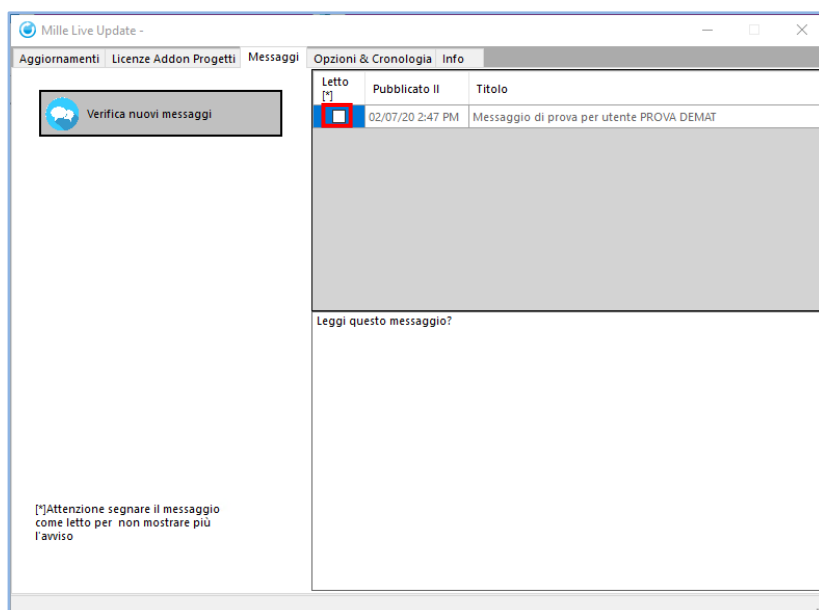 Mille Live Update -
Aggiornamenti Licenze Addon Progetti Messaggi Opzioni & Cronologia Info
Verifica nuovi messaggi
Letto
[*]
Pubblicato Il
Titolo
02/07/20 2:47 PM
Messaggio di prova per utente PROVA DEMAT
Leggi questo messaggio?
[*]Attenzione segnare il messaggio
come letto per non mostrare più
l'avviso